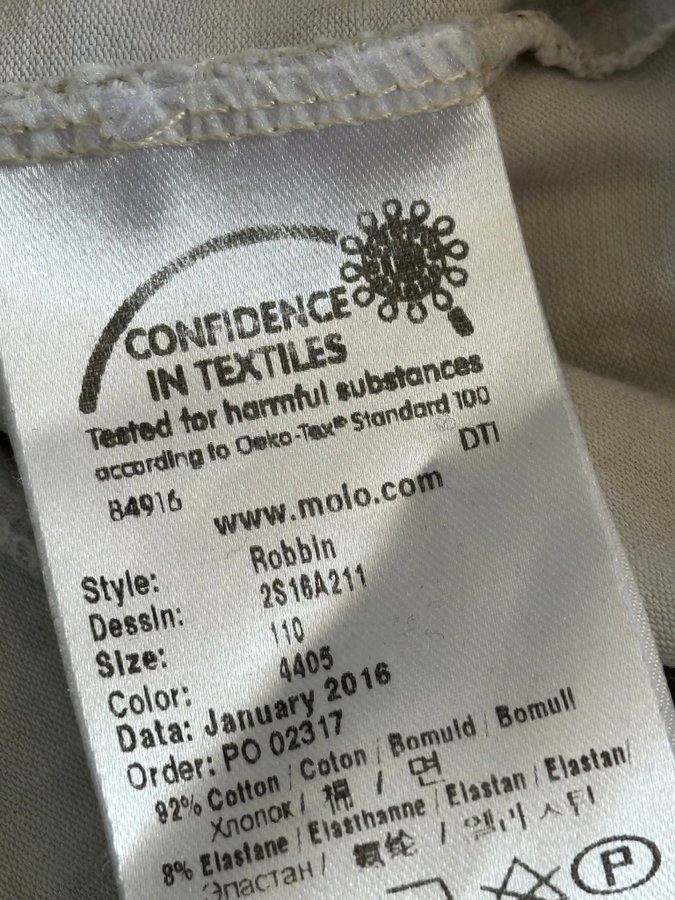 CONFIDENCE
IN TEXTILES
Tested for harmful substances
according to Oeko-Tex® Standard 100
84916 DTI
www.molo.com
Style: Robbin
Dessin: 2S16A211
Size: 110
Color: 4405
Data: January 2016
Order: PO 02317
92% Cotton / Coton / Bomuld / Bomull
Хлопок / 棉 / 면
8% Elastane / Elasthanne / Elastan / Elastan/
Эластан / 氨纶 / 엘라스틴
P